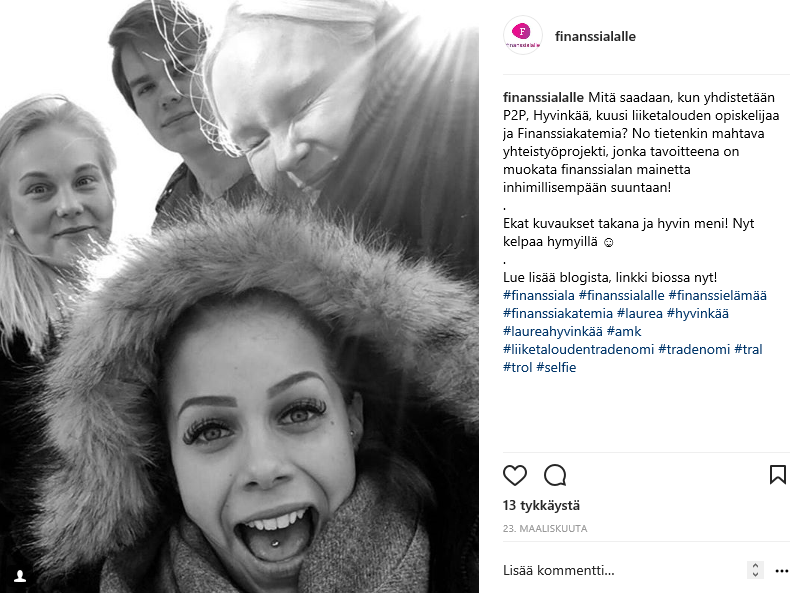 F
finanssialalle
finanssialalle
finanssialalle Mitä saadaan, kun yhdistetään
P2P, Hyvinkää, kuusi liiketalouden opiskelijaa
ja Finanssiakatemia? No tietenkin mahtava
yhteistyöprojekti, jonka tavoitteena on
muokata finanssialan mainetta
inhimillisempään suuntaan!
.
Ekat kuvaukset takana ja hyvin meni! Nyt
kelpaa hymyillä ☺
.
Lue lisää blogista, linkki biossa nyt!
#finanssiala #finanssialalle #finanssielämää
#finanssiakatemia #laurea #hyvinkää
#laureahyvinkää #amk
#liiketaloudentradenomi #tradenomi #tral
#trol #selfie
13 tykkäystä
23. MAALISKUUTA
Lisää kommentti...